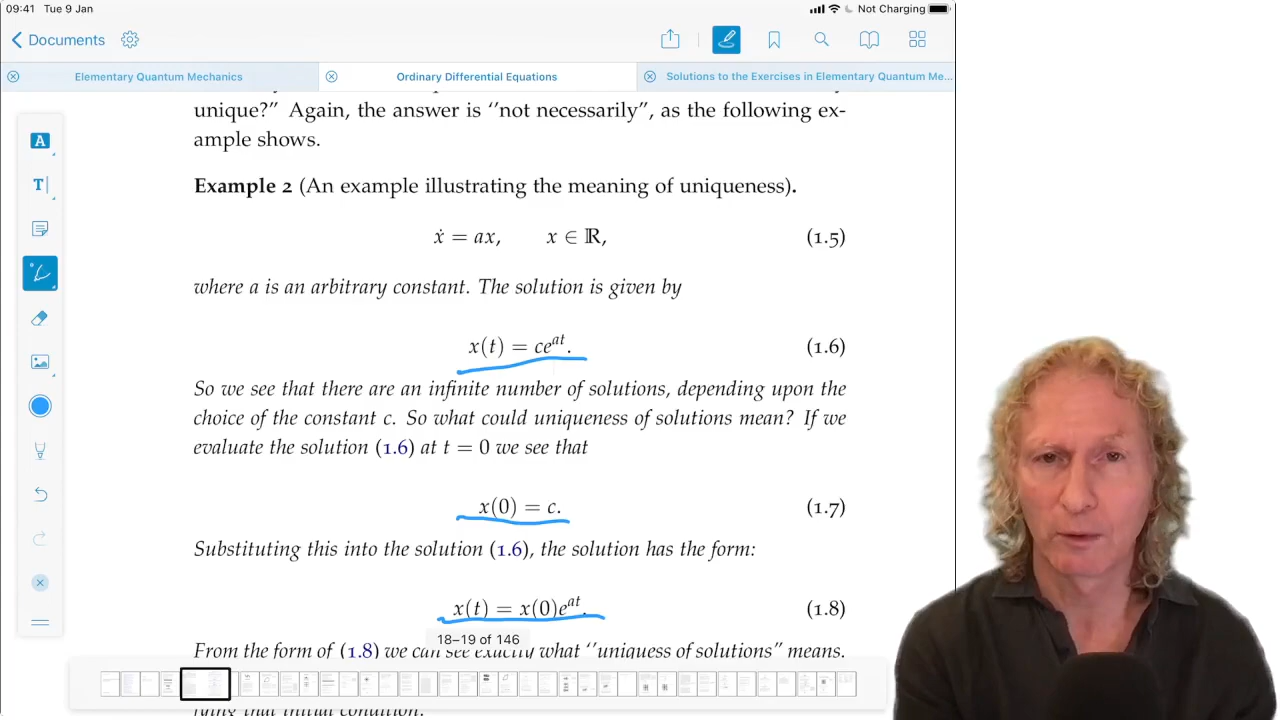 09:41 Tue 9 Jan
Not Charging
Documents
Elementary Quantum Mechanics
Ordinary Differential Equations
Solutions to the Exercises in Elementary Quantum Me...
unique?” Again, the answer is ‘‘not necessarily”, as the following ex-
ample shows.
Example 2 (An example illustrating the meaning of uniqueness).
ẋ = ax, x ∈ ℝ, (1.5)
where a is an arbitrary constant. The solution is given by
x(t) = ceᵃᵗ. (1.6)
So we see that there are an infinite number of solutions, depending upon the
choice of the constant c. So what could uniqueness of solutions mean? If we
evaluate the solution (1.6) at t = 0 we see that
x(0) = c. (1.7)
Substituting this into the solution (1.6), the solution has the form:
x(t) = x(0)eᵃᵗ. (1.8)
18–19 of 146
From the form of (1.8) we can see exactly what ‘‘uniquess of solutions” means.
that initial condition.